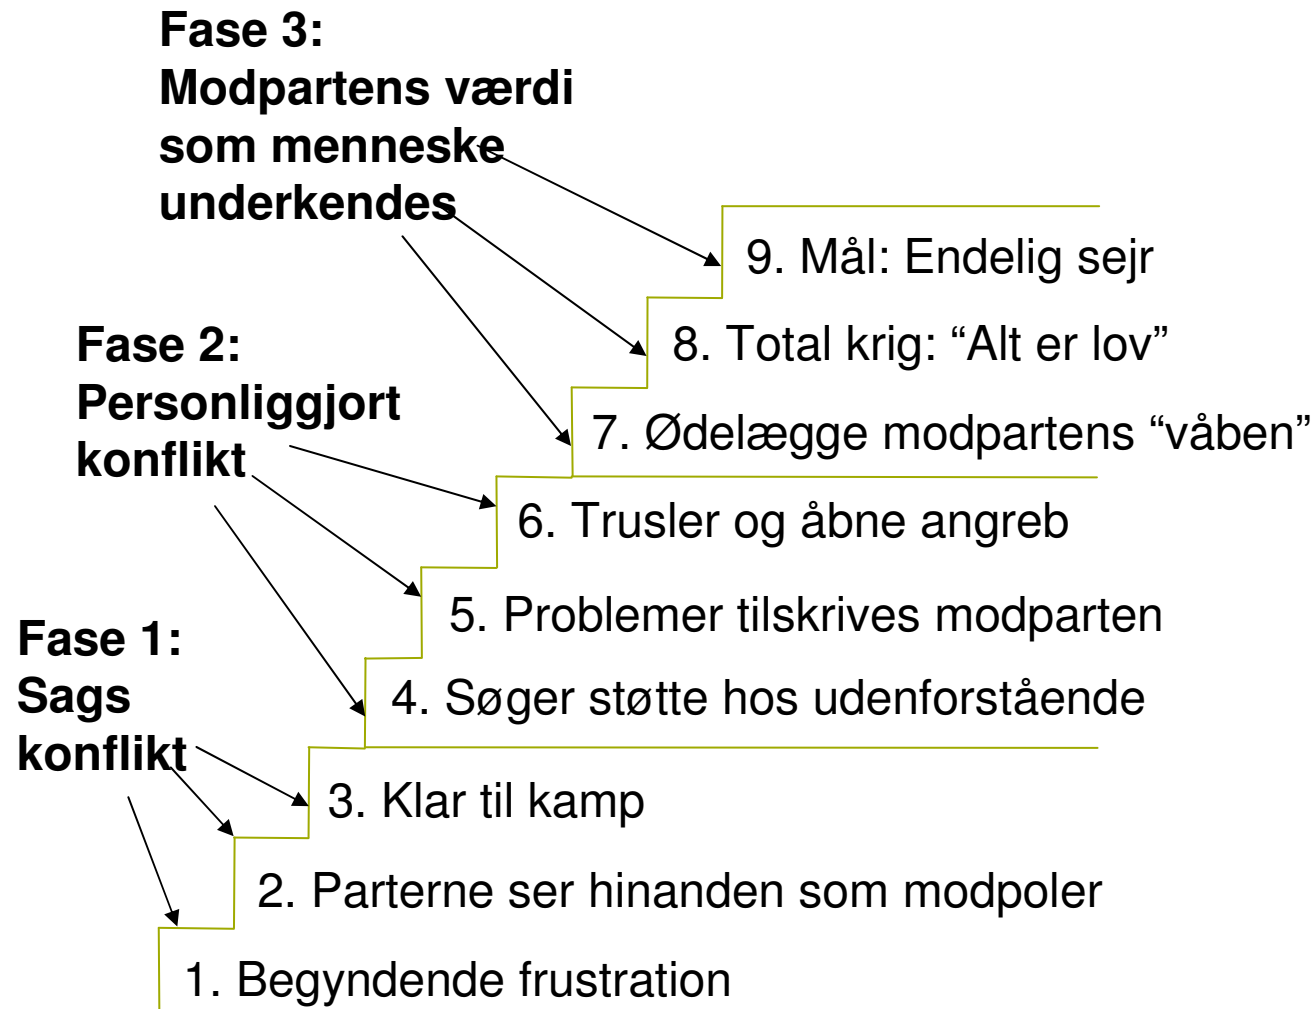 Fase 3:
Modpartens værdi
som menneske
underkendes
9. Mål: Endelig sejr
8. Total krig: “Alt er lov”
7. Ødelægge modpartens “våben”
Fase 2:
Personliggjort
konflikt
6. Trusler og åbne angreb
5. Problemer tilskrives modparten
4. Søger støtte hos udenforstående
Fase 1:
Sags
konflikt
3. Klar til kamp
2. Parterne ser hinanden som modpoler
1. Begyndende frustration